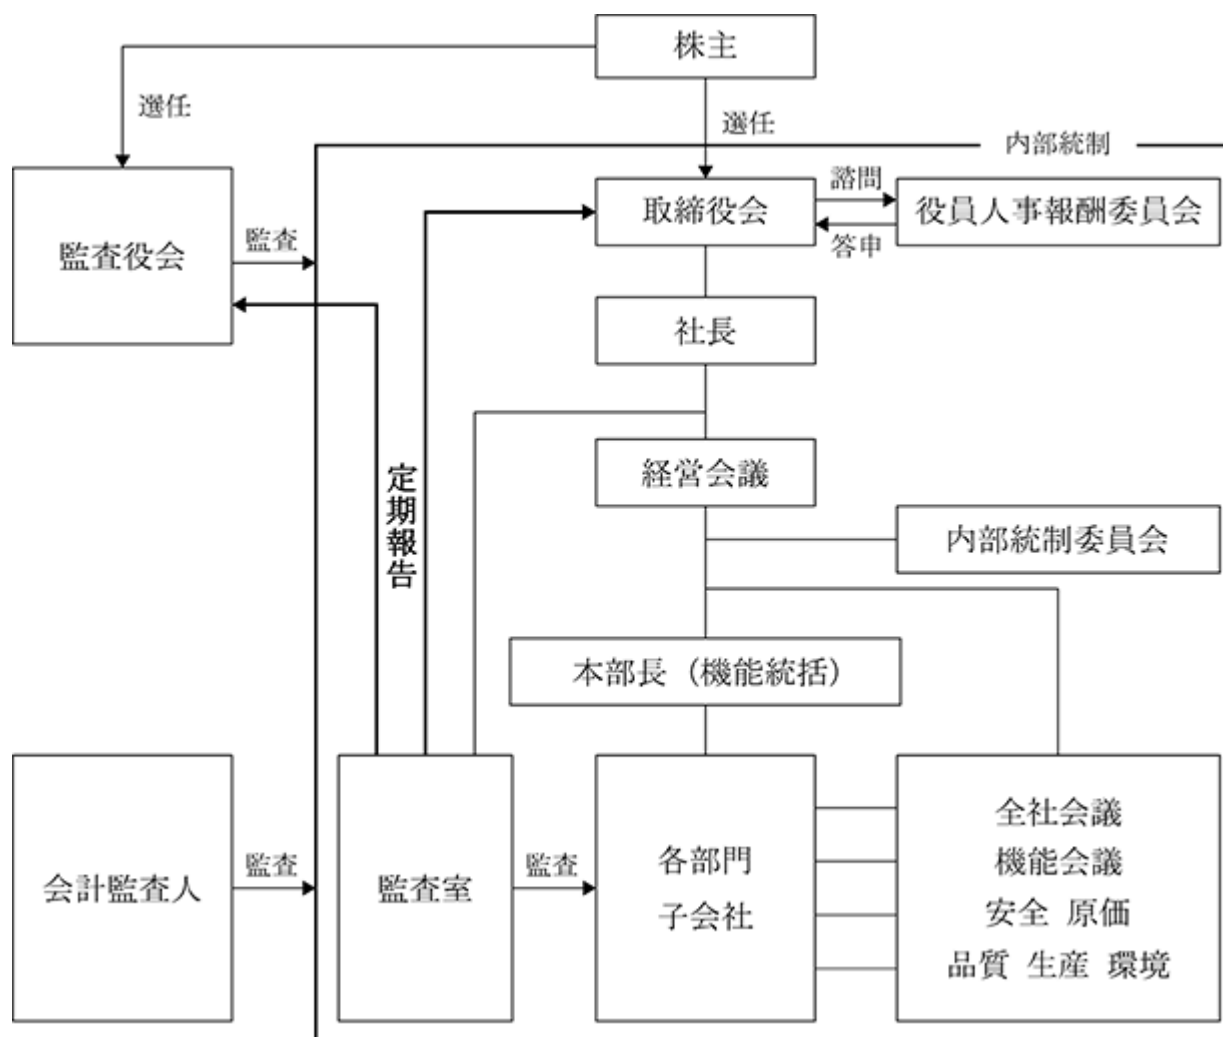 株主
選任
選任
内部統制
取締役会
諮問
答申
役員人事報酬委員会
監査役会
監査
社長
経営会議
定期報告
内部統制委員会
本部長（機能統括）
会計監査人
監査
監査室
監査
各部門
子会社
全社会議
機能会議
安全 原価
品質 生産 環境